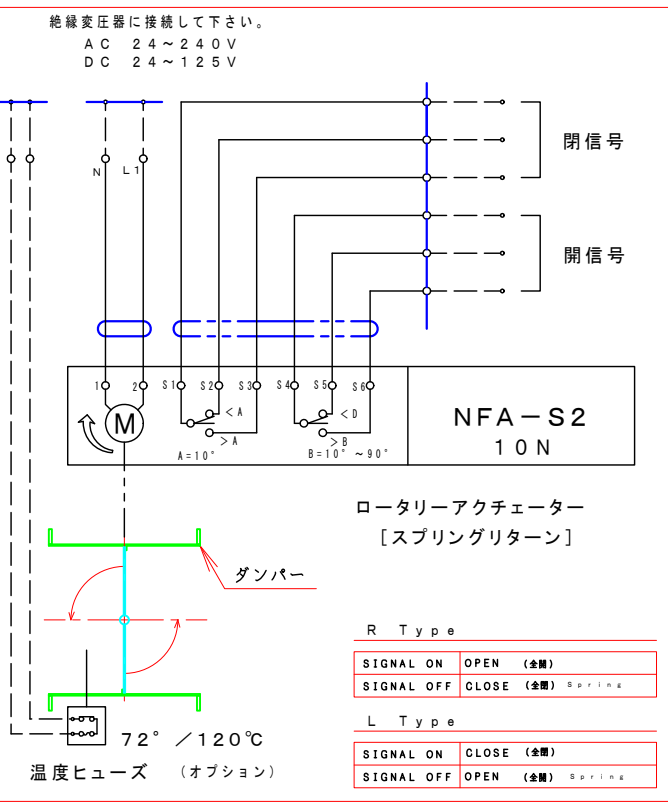 絶縁変圧器に接続して下さい。
AC 24~240V
DC 24~125V
N L1
閉信号
開信号
1 2 S1 S2 S3 S4 S5 S6
M
<A
>A
A=10°
<D
>B
B=10° ~90°
NFA-S2
10N
ロータリーアクチェーター
[スプリングリターン]
ダンパー
R Type
SIGNAL ON OPEN (全開)
SIGNAL OFF CLOSE (全閉) Spring
L Type
SIGNAL ON CLOSE (全閉)
SIGNAL OFF OPEN (全開) Spring
72° /120℃
温度ヒューズ (オプション)